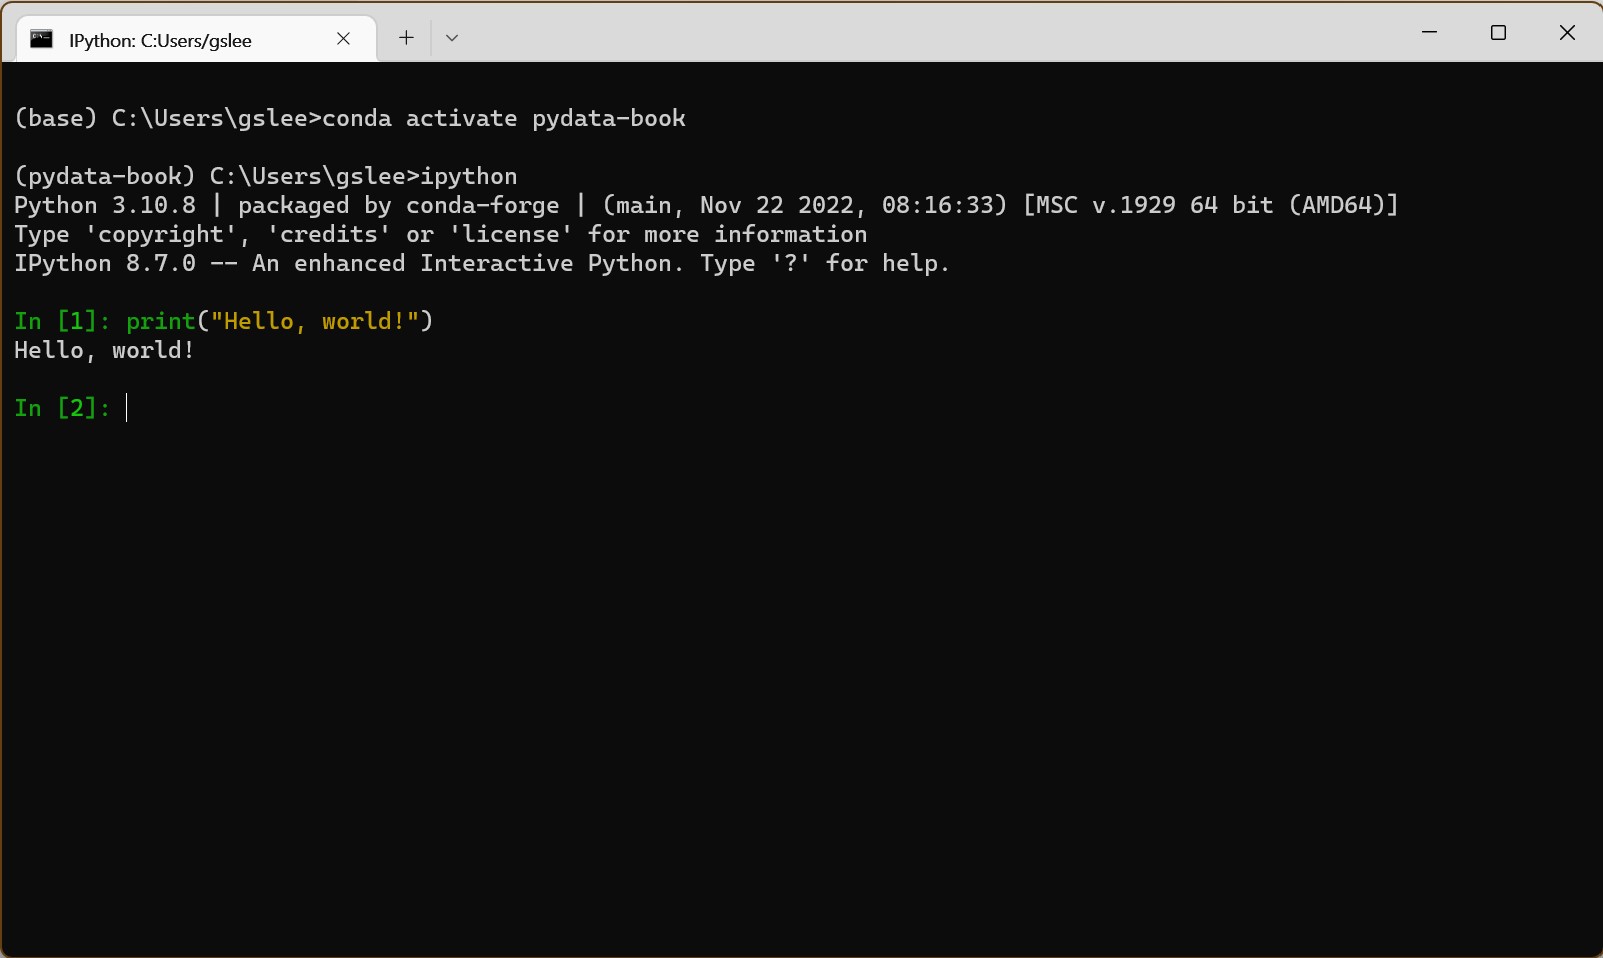 IPython: C:Users/gslee
(base) C:\Users\gslee>conda activate pydata-book
(pydata-book) C:\Users\gslee>ipython
Python 3.10.8 | packaged by conda-forge | (main, Nov 22 2022, 08:16:33) [MSC v.1929 64 bit (AMD64)]
Type 'copyright', 'credits' or 'license' for more information
IPython 8.7.0 -- An enhanced Interactive Python. Type '?' for help.
In [1]: print("Hello, world!")
Hello, world!
In [2]: